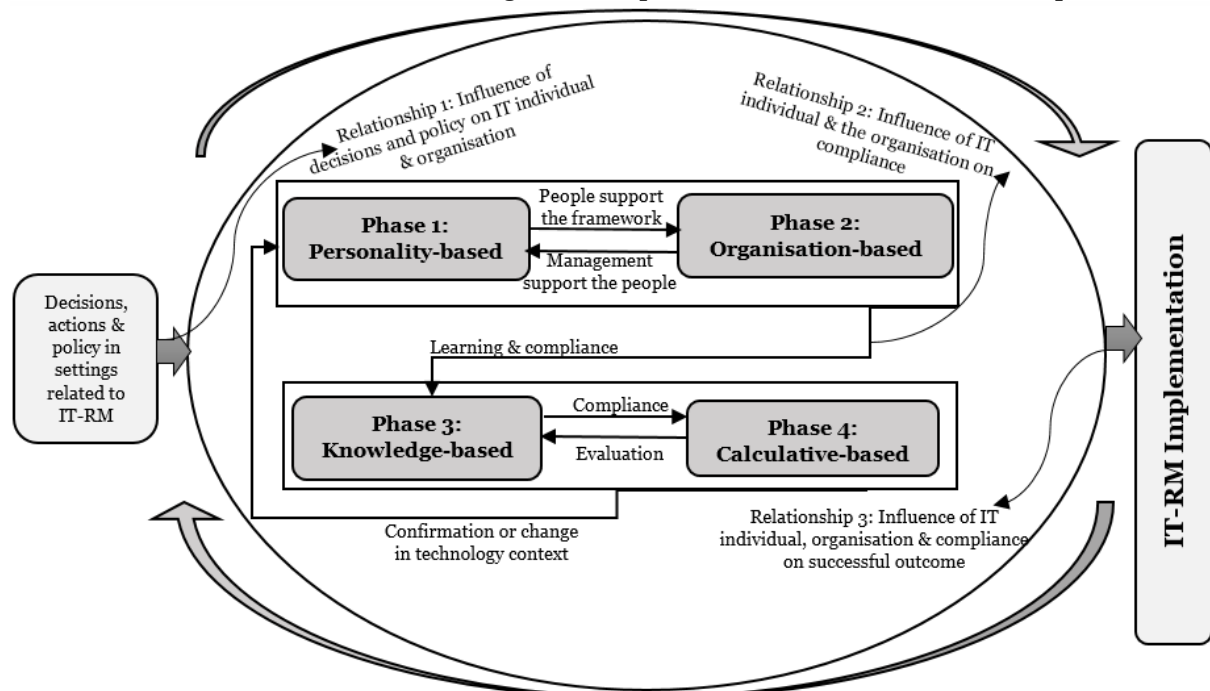 Relationship 1: Influence of
decisions and policy on IT individual
& organisation
Relationship 2: Influence of IT
individual & the organisation on
compliance
People support
the framework
Phase 1:
Personality-based
Phase 2:
Organisation-based
Management
support the people
Decisions,
actions &
policy in
settings
related to
IT-RM
Learning & compliance
IT-RM Implementation
Phase 3:
Knowledge-based
Compliance
Evaluation
Phase 4:
Calculative-based
Confirmation or change
in technology context
Relationship 3: Influence of IT
individual, organisation & compliance
on successful outcome